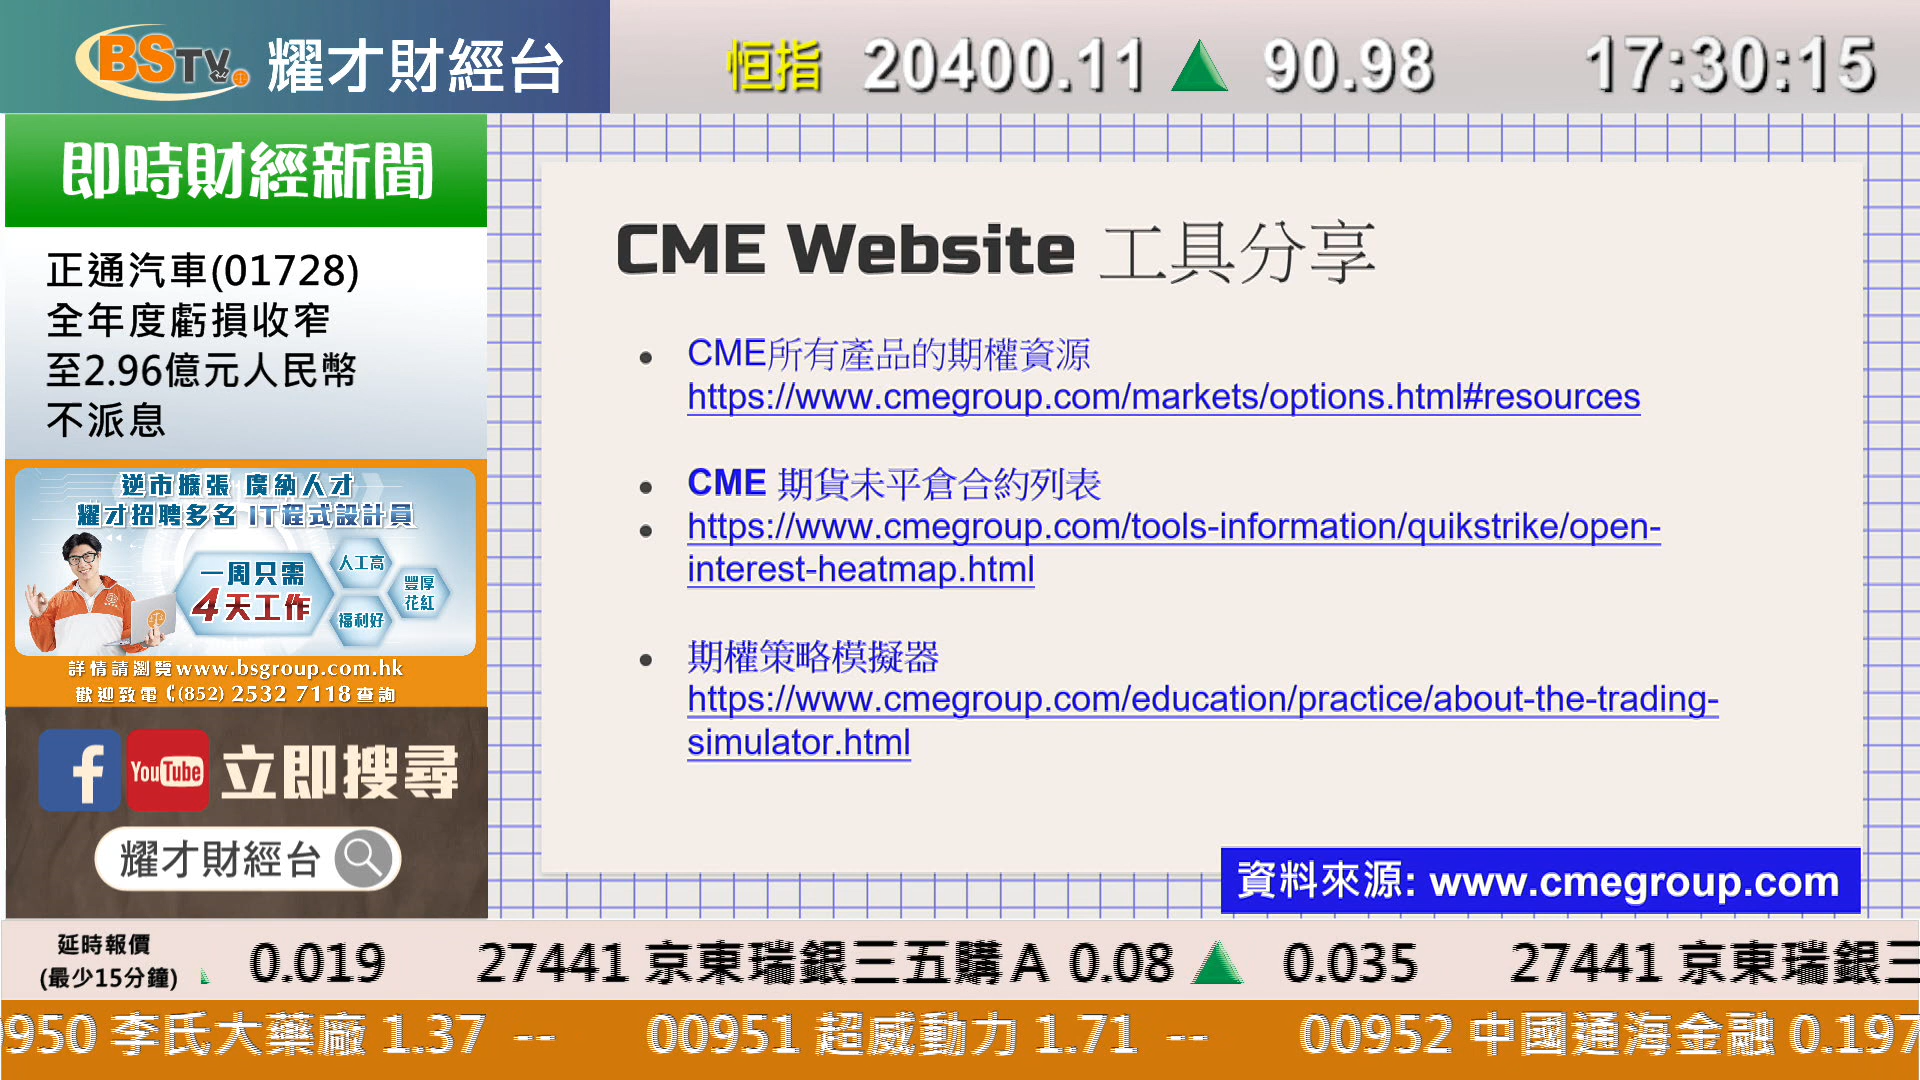 BSTV 耀才財經台
恒指 20400.11 ▲ 90.98 17:30:15
即時財經新聞
正通汽車(01728)
全年度虧損收窄
至2.96億元人民幣
不派息
逆市擴張 廣納人才
耀才招聘多名 IT程式設計員
一周只需
4天工作
人工高
豐厚
花紅
福利好
詳情請瀏覽www.bsgroup.com.hk
歡迎致電 (852) 2532 7118 查詢
f YouTube 立即搜尋
耀才財經台
CME Website 工具分享
• CME所有產品的期權資源
https://www.cmegroup.com/markets/options.html#resources
• CME 期貨未平倉合約列表
• https://www.cmegroup.com/tools-information/quikstrike/open-
interest-heatmap.html
• 期權策略模擬器
https://www.cmegroup.com/education/practice/about-the-trading-
simulator.html
資料來源: www.cmegroup.com
延時報價
(最少15分鐘)
0.019 27441 京東瑞銀三五購A 0.08 ▲ 0.035 27441 京東瑞銀三
0950 李氏大藥廠 1.37 -- 00951 超威動力 1.71 -- 00952 中國通海金融 0.197